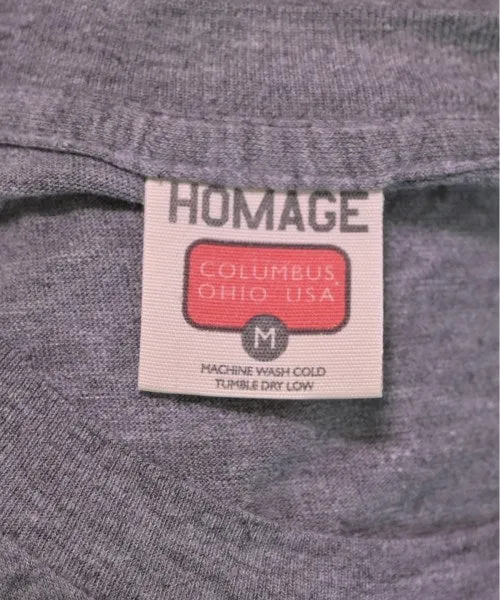 HOMAGE
COLUMBUS,
OHIO USA
M
MACHINE WASH COLD
TUMBLE DRY LOW